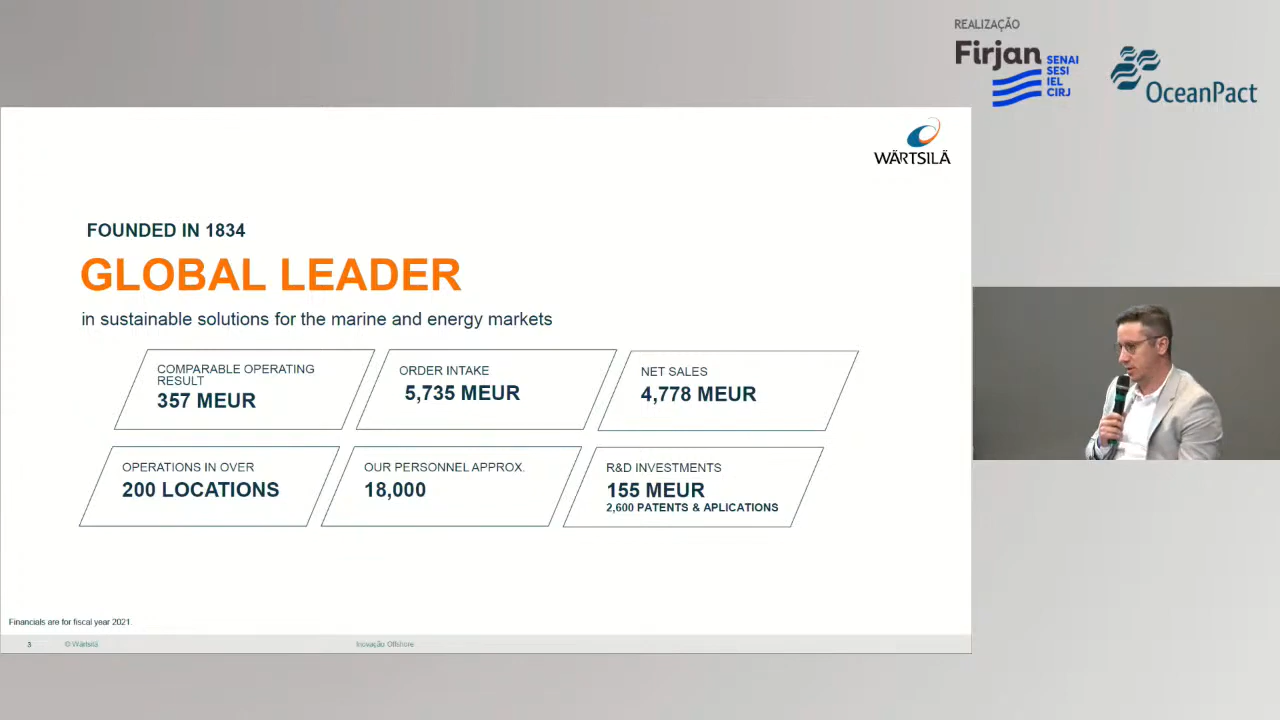 REALIZAÇÃO
Firjan
SENAI
SESI
IEL
CIRJ
OceanPact
WÄRTSILÄ
FOUNDED IN 1834
GLOBAL LEADER
in sustainable solutions for the marine and energy markets
COMPARABLE OPERATING
RESULT
357 MEUR
ORDER INTAKE
5,735 MEUR
NET SALES
4,778 MEUR
OPERATIONS IN OVER
200 LOCATIONS
OUR PERSONNEL APPROX.
18,000
R&D INVESTMENTS
155 MEUR
2,600 PATENTS & APLICATIONS
Financials are for fiscal year 2021.
3
© Wärtsilä
Inovação Offshore